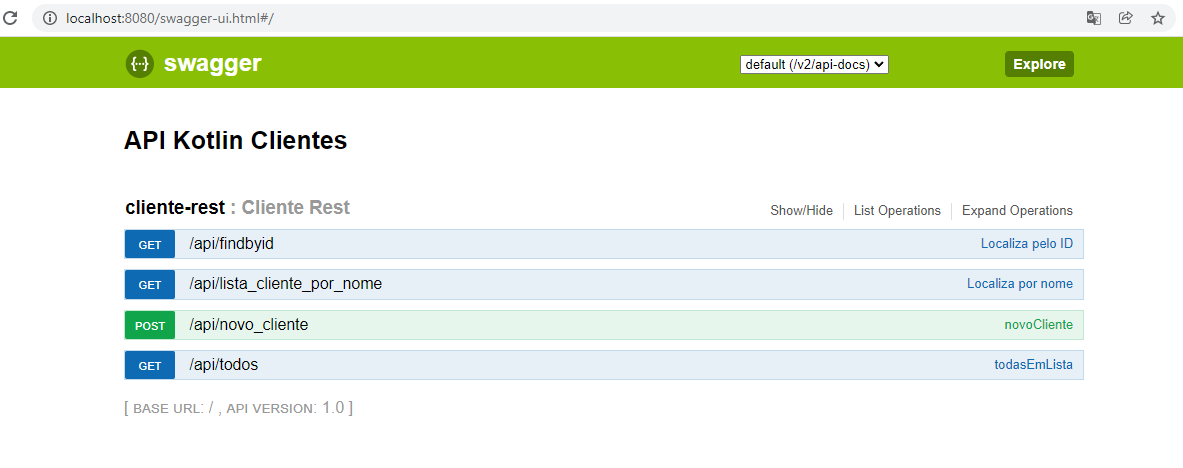 localhost:8080/swagger-ui.html#/
{··} swagger default (/v2/api-docs) Explore
API Kotlin Clientes
cliente-rest : Cliente Rest Show/Hide List Operations Expand Operations
GET /api/findbyid Localiza pelo ID
GET /api/lista_cliente_por_nome Localiza por nome
POST /api/novo_cliente novoCliente
GET /api/todos todasEmLista
[ BASE URL: / , API VERSION: 1.0 ]